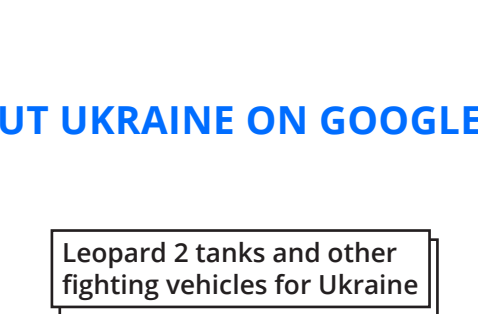 UT UKRAINE ON GOOGLE
Leopard 2 tanks and other
fighting vehicles for Ukraine